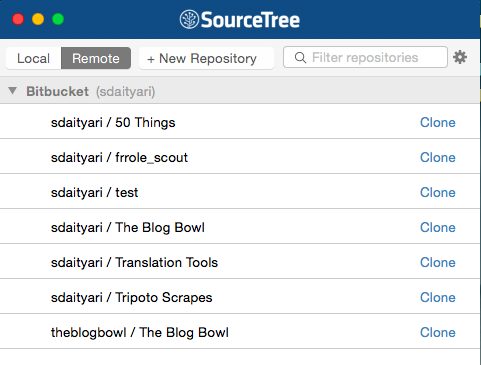 SourceTree
Local Remote + New Repository Filter repositories
Bitbucket (sdaityari)
sdaityari / 50 Things Clone
sdaityari / frrole_scout Clone
sdaityari / test Clone
sdaityari / The Blog Bowl Clone
sdaityari / Translation Tools Clone
sdaityari / Tripoto Scrapes Clone
theblogbowl / The Blog Bowl Clone